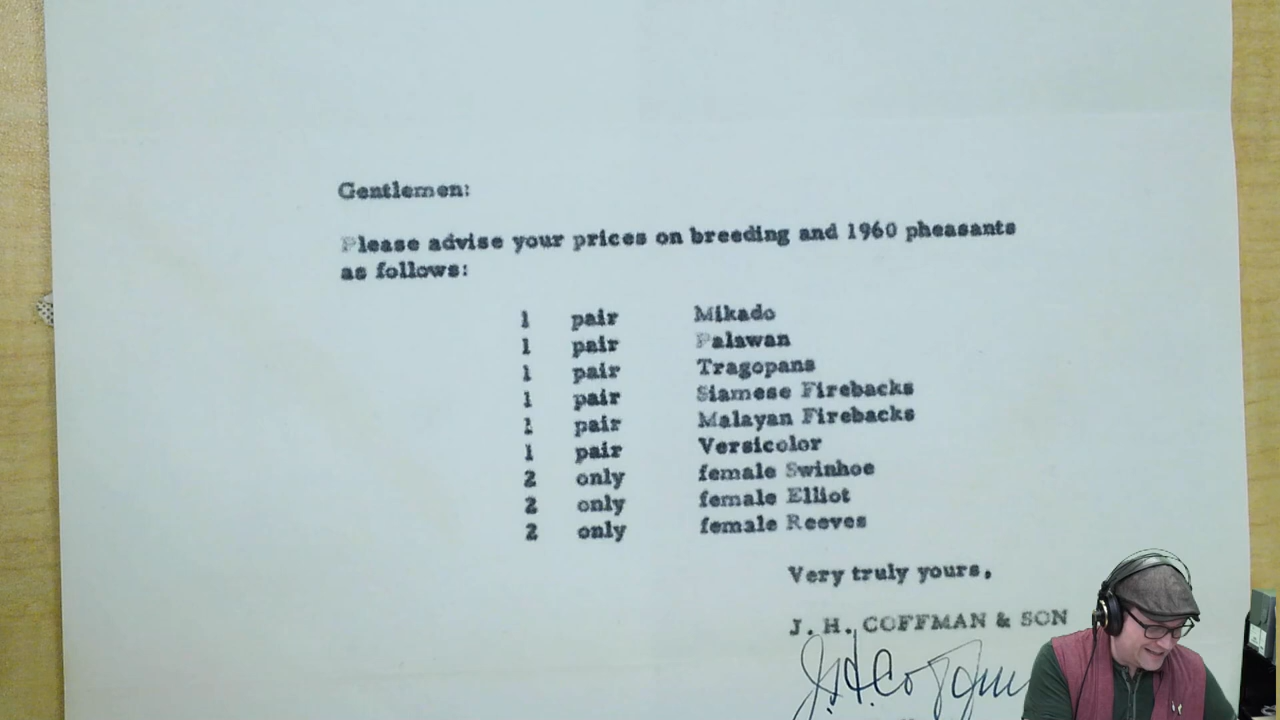 Gentlemen:
Please advise your prices on breeding and 1960 pheasants
as follows:
1 pair Mikado
1 pair Palawan
1 pair Tragopans
1 pair Siamese Firebacks
1 pair Malayan Firebacks
1 pair Versicolor
2 only female Swinhoe
2 only female Elliot
2 only female Reeves
Very truly yours,
J. H. COFFMAN & SON
J.H.Coffman